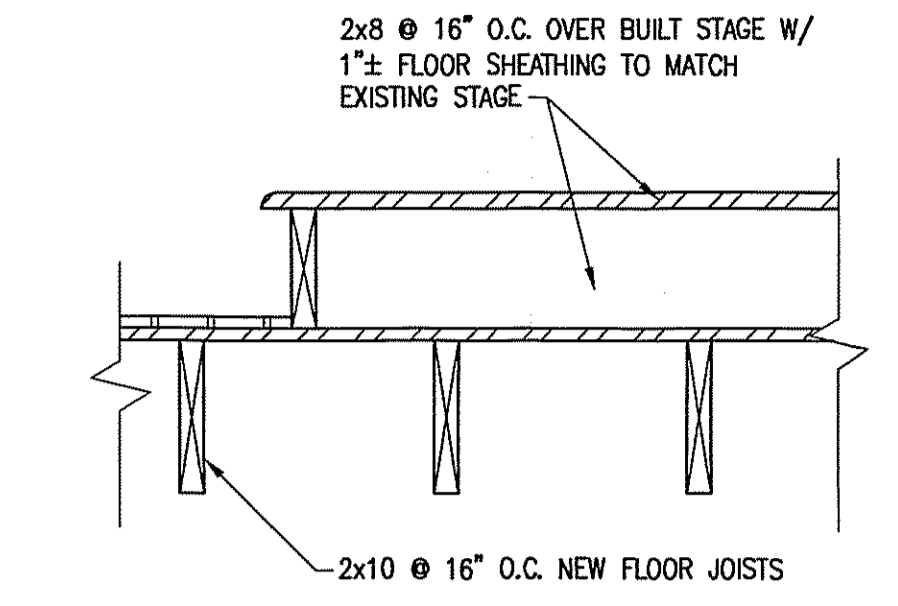 2x8 @ 16" O.C. OVER BUILT STAGE W/
1"± FLOOR SHEATHING TO MATCH
EXISTING STAGE
2x10 @ 16" O.C. NEW FLOOR JOISTS